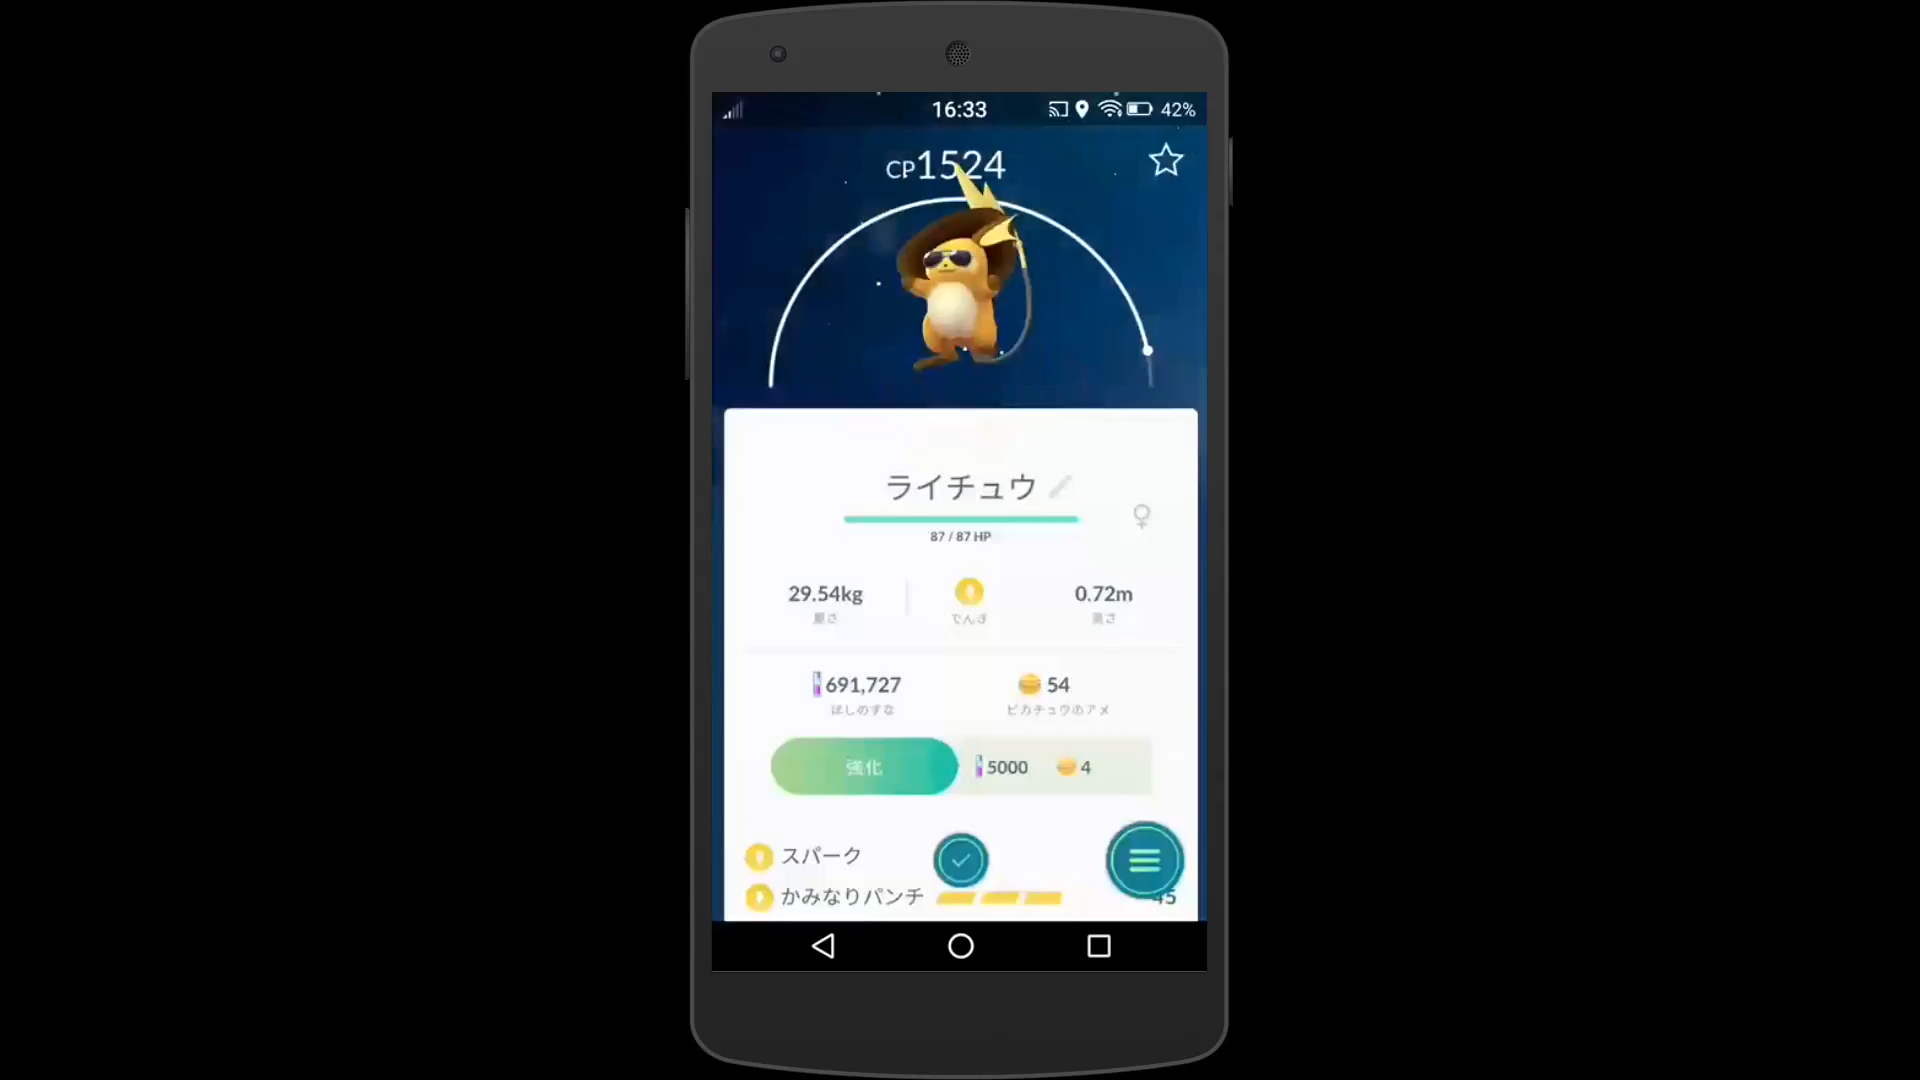 16:33
42%
CP1524
ライチュウ
87 / 87 HP
29.54kg
0.72m
重さ
でんき
高さ
691,727
54
ほしのすな
ピカチュウのアメ
強化
5000
4
スパーク
かみなりパンチ
45